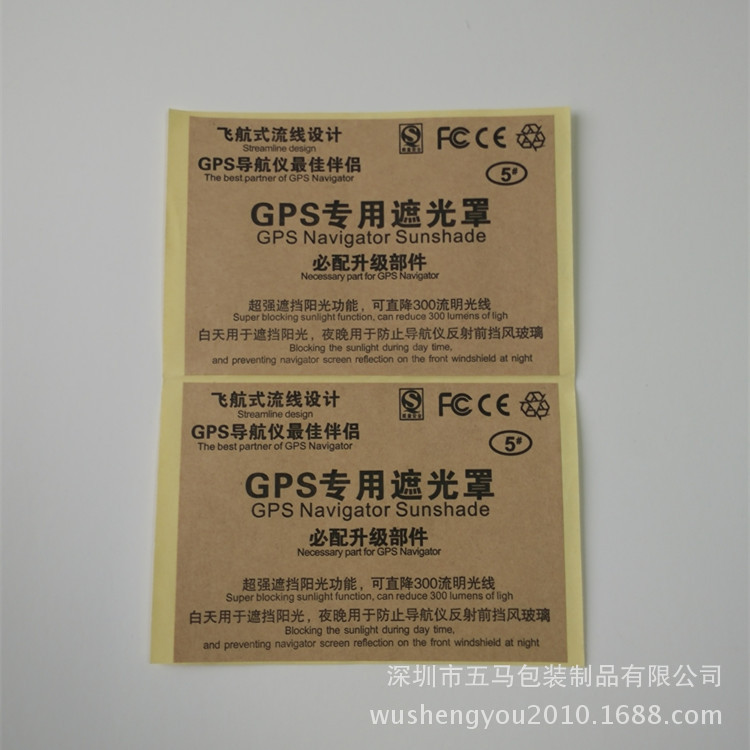 飞航式流线设计
Streamline design
GPS导航仪最佳伴侣
The best partner of GPS Navigator
FC CE
5#
GPS专用遮光罩
GPS Navigator Sunshade
必配升级部件
Necessary part for GPS Navigator
超强遮挡阳光功能，可直降300流明光线
Super blocking sunlight function, can reduce 300 lumens of ligh
白天用于遮挡阳光，夜晚用于防止导航仪反射前挡风玻璃
Blocking the sunlight during day time,
and preventing navigator screen reflection on the front windshield at night
飞航式流线设计
Streamline design
GPS导航仪最佳伴侣
The best partner of GPS Navigator
FC CE
5#
GPS专用遮光罩
GPS Navigator Sunshade
必配升级部件
Necessary part for GPS Navigator
超强遮挡阳光功能，可直降300流明光线
Super blocking sunlight function, can reduce 300 lumens of ligh
白天用于遮挡阳光，夜晚用于防止导航仪反射前挡风玻璃
Blocking the sunlight during day time,
and preventing navigator screen reflection on the front windshield at night
深圳市五马包装制品有限公司
wushengyou2010.1688.com